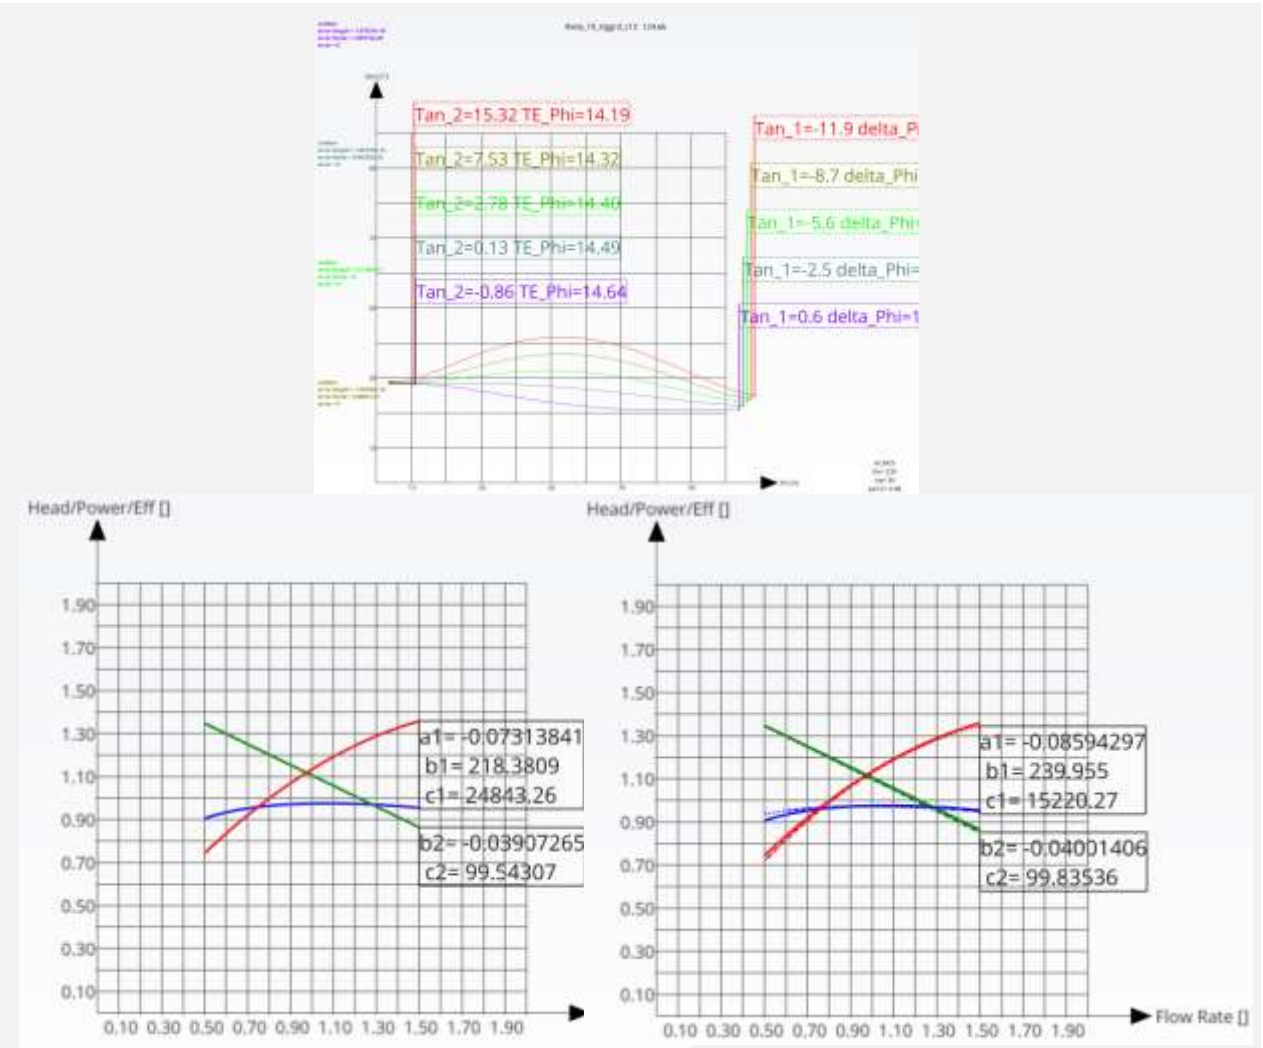 Tan_2=15.32 TE_Phi=14.19
Tan_2=7.53 TE_Phi=14.32
Tan_2=2.78 TE_Phi=14.40
Tan_2=0.13 TE_Phi=14.49
Tan_2=-0.86 TE_Phi=14.64
Tan_1=-11.9 delta_P
Tan_1=-8.7 delta_Phi
Tan_1=-5.6 delta_Phi
Tan_1=-2.5 delta_Phi=
Tan_1=0.6 delta_Phi=1
Head/Power/Eff []
1.90
1.70
1.50
1.30
1.10
0.90
0.70
0.50
0.30
0.10
0.10 0.30 0.50 0.70 0.90 1.10 1.30 1.50 1.70 1.90
a1= -0.07313841
b1= 218.3809
c1= 24843.26
b2= -0.03907265
c2= 99.54307
Head/Power/Eff []
1.90
1.70
1.50
1.30
1.10
0.90
0.70
0.50
0.30
0.10
0.10 0.30 0.50 0.70 0.90 1.10 1.30 1.50 1.70 1.90
a1= -0.08594297
b1= 239.955
c1= 15220.27
b2= -0.04001406
c2= 99.83536
Flow Rate []